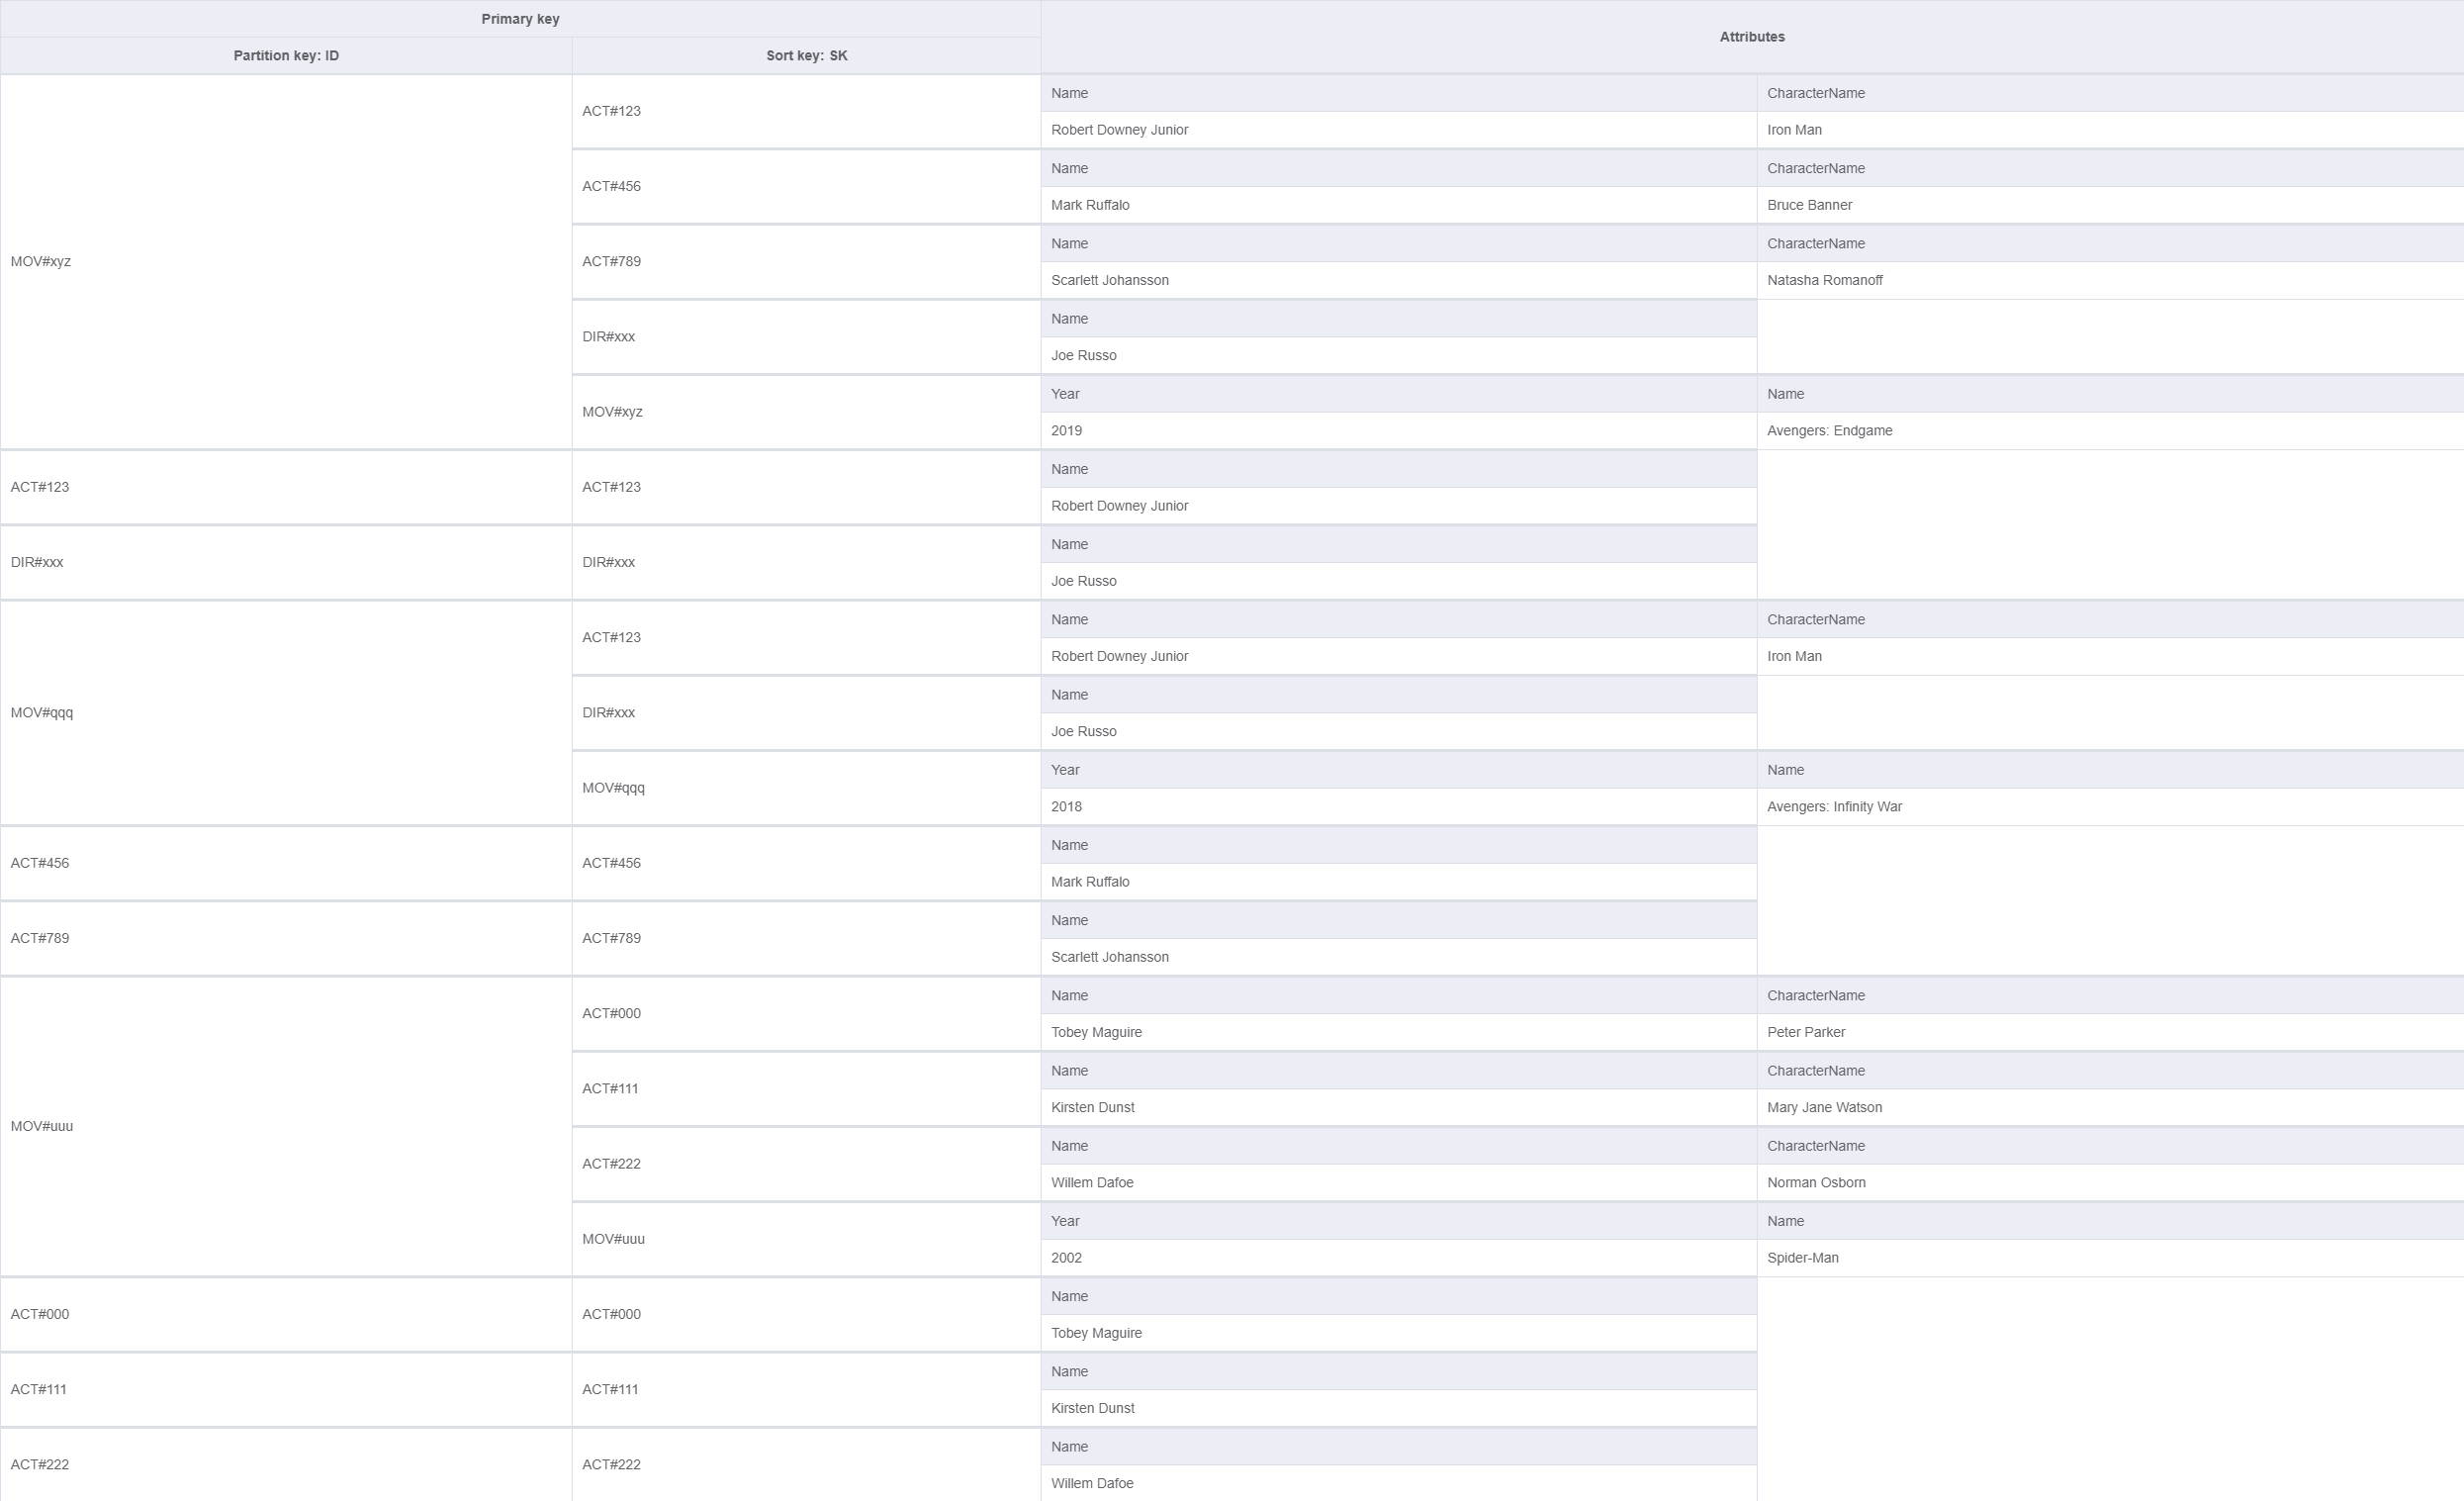 Primary key
Attributes
Partition key: ID Sort key: SK
Name CharacterName
ACT#123
Robert Downey Junior Iron Man
Name CharacterName
ACT#456
Mark Ruffalo Bruce Banner
Name CharacterName
MOV#xyz ACT#789
Scarlett Johansson Natasha Romanoff
Name
DIR#xxx
Joe Russo
Year Name
MOV#xyz
2019 Avengers: Endgame
Name
ACT#123 ACT#123
Robert Downey Junior
Name
DIR#xxx DIR#xxx
Joe Russo
Name CharacterName
ACT#123
Robert Downey Junior Iron Man
Name
MOV#qqq DIR#xxx
Joe Russo
Year Name
MOV#qqq
2018 Avengers: Infinity War
Name
ACT#456 ACT#456
Mark Ruffalo
Name
ACT#789 ACT#789
Scarlett Johansson
Name CharacterName
ACT#000
Tobey Maguire Peter Parker
Name CharacterName
ACT#111
Kirsten Dunst Mary Jane Watson
MOV#uuu
Name CharacterName
ACT#222
Willem Dafoe Norman Osborn
Year Name
MOV#uuu
2002 Spider-Man
Name
ACT#000 ACT#000
Tobey Maguire
Name
ACT#111 ACT#111
Kirsten Dunst
Name
ACT#222 ACT#222
Willem Dafoe